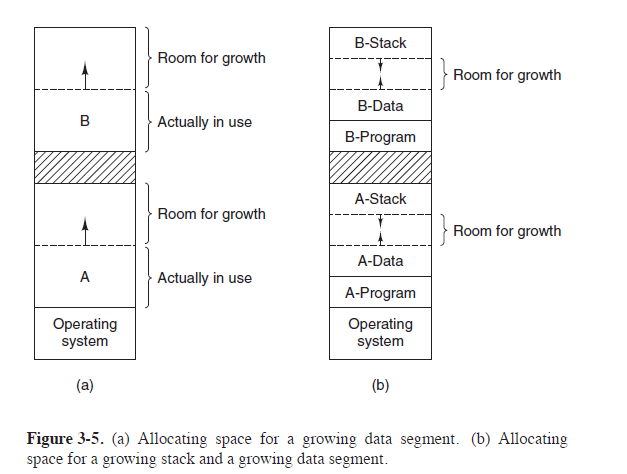 Room for growth
B
Actually in use
Room for growth
A
Actually in use
Operating
system
(a)
B-Stack
Room for growth
B-Data
B-Program
A-Stack
Room for growth
A-Data
A-Program
Operating
system
(b)
Figure 3-5. (a) Allocating space for a growing data segment. (b) Allocating
space for a growing stack and a growing data segment.